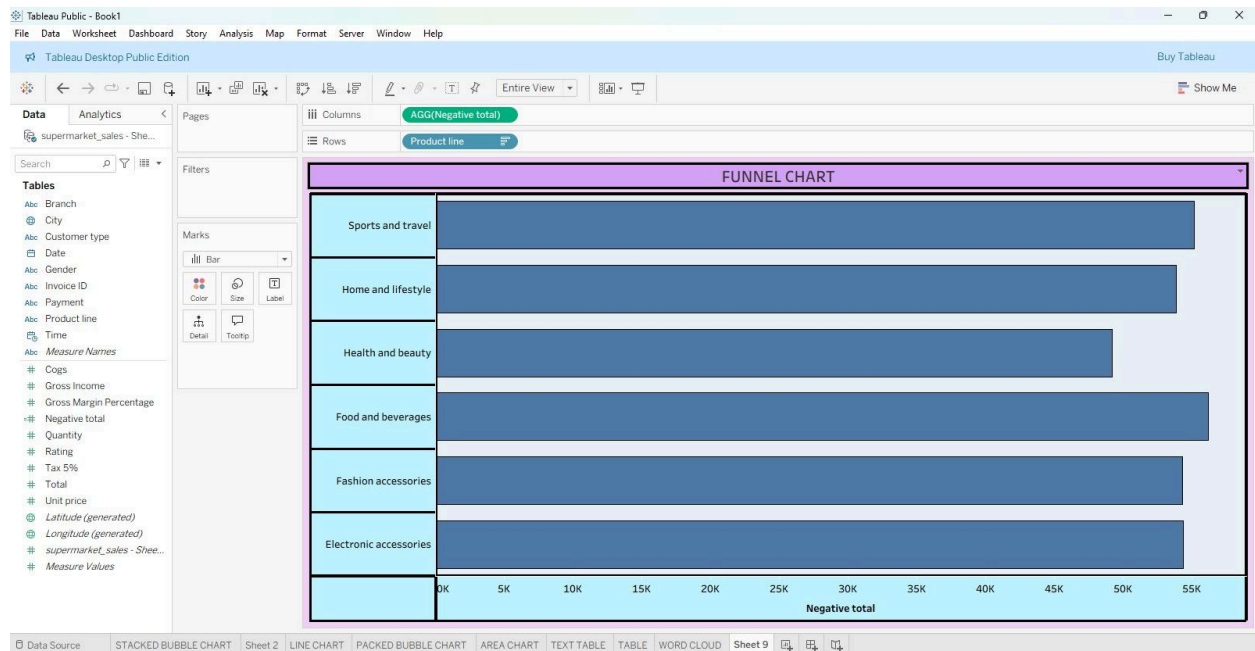 Tableau Public - Book1
File Data Worksheet Dashboard Story Analysis Map Format Server Window Help
Tableau Desktop Public Edition
Buy Tableau
Entire View
Show Me
Data Analytics
supermarket_sales - She...
Search
Tables
Abc Branch
City
Abc Customer type
Date
Abc Gender
Abc Invoice ID
Abc Payment
Abc Product line
Time
Abc Measure Names
# Cogs
# Gross Income
# Gross Margin Percentage
=# Negative total
# Quantity
# Rating
# Tax 5%
# Total
# Unit price
Latitude (generated)
Longitude (generated)
# supermarket_sales - Shee...
# Measure Values
Pages
Filters
Marks
Bar
Color Size Label
Detail Tooltip
Columns AGG(Negative total)
Rows Product line
FUNNEL CHART
Sports and travel
Home and lifestyle
Health and beauty
Food and beverages
Fashion accessories
Electronic accessories
0K 5K 10K 15K 20K 25K 30K 35K 40K 45K 50K 55K
Negative total
Data Source STACKED BUBBLE CHART Sheet 2 LINE CHART PACKED BUBBLE CHART AREA CHART TEXT TABLE TABLE WORD CLOUD Sheet 9